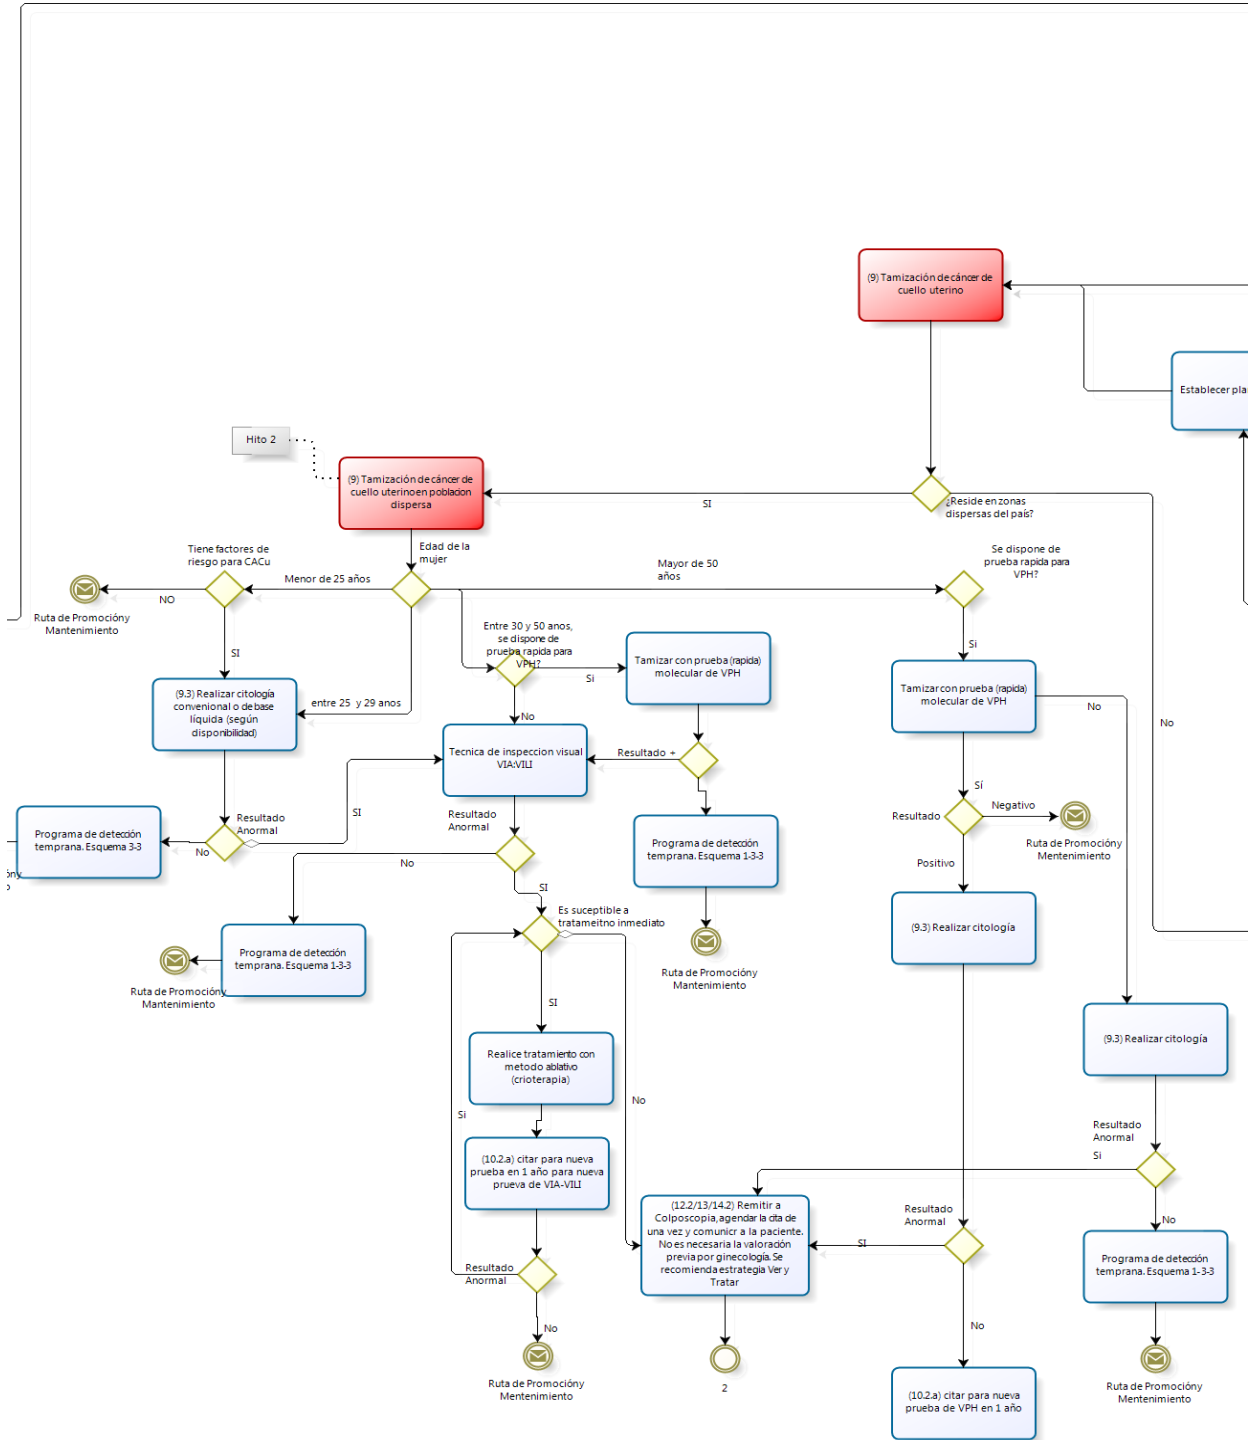 (9) Tamización de cáncer de
cuello uterino
Establecer plan
Hito 2
(9) Tamización de cáncer de
cuello uterino en poblacion
dispersa
SI
¿Reside en zonas
dispersas del país?
Tiene factores de
riesgo para CACu
Edad de la
mujer
Menor de 25 años
Mayor de 50
años
Se dispone de
prueba rapida para
VPH?
NO
Ruta de Promoción y
Mantenimiento
Entre 30 y 50 anos,
se dispone de
prueba rapida para
VPH?
Si
Tamizar con prueba (rapida)
molecular de VPH
Si
SI
Tamizar con prueba (rapida)
molecular de VPH
No
No
(9.3) Realizar citología
convenional o de base
líquida (según
disponibilidad)
entre 25 y 29 anos
No
Tecnica de inspeccion visual
VIA:VILI
Resultado +
Sí
SI
Resultado
Anormal
Resultado
Anormal
No
Programa de detección
temprana. Esquema 3-3
Programa de detección
temprana. Esquema 1-3-3
Resultado
Negativo
Ruta de Promoción y
Mentenimiento
No
SI
Positivo
Es suceptible a
tratameitno inmediato
(9.3) Realizar citología
Programa de detección
temprana. Esquema 1-3-3
Ruta de Promoción y
Mantenimiento
Ruta de Promoción y
Mantenimiento
SI
(9.3) Realizar citología
Realice tratamiento con
metodo ablativo
(crioterapia)
Si
No
Resultado
Anormal
Si
(10.2.a) citar para nueva
prueba en 1 año para nueva
prueva de VIA-VILI
(12.2/13/14.2) Remitir a
Colposcopia, agendar la cita de
una vez y comunicr a la paciente.
No es necesaria la valoración
previa por ginecología. Se
recomienda estrategia Ver y
Tratar
Resultado
Anormal
SI
No
Programa de detección
temprana. Esquema 1-3-3
Resultado
Anormal
No
No
Ruta de Promoción y
Mentenimiento
2
(10.2.a) citar para nueva
prueba de VPH en 1 año
Ruta de Promoción y
Mentenimiento